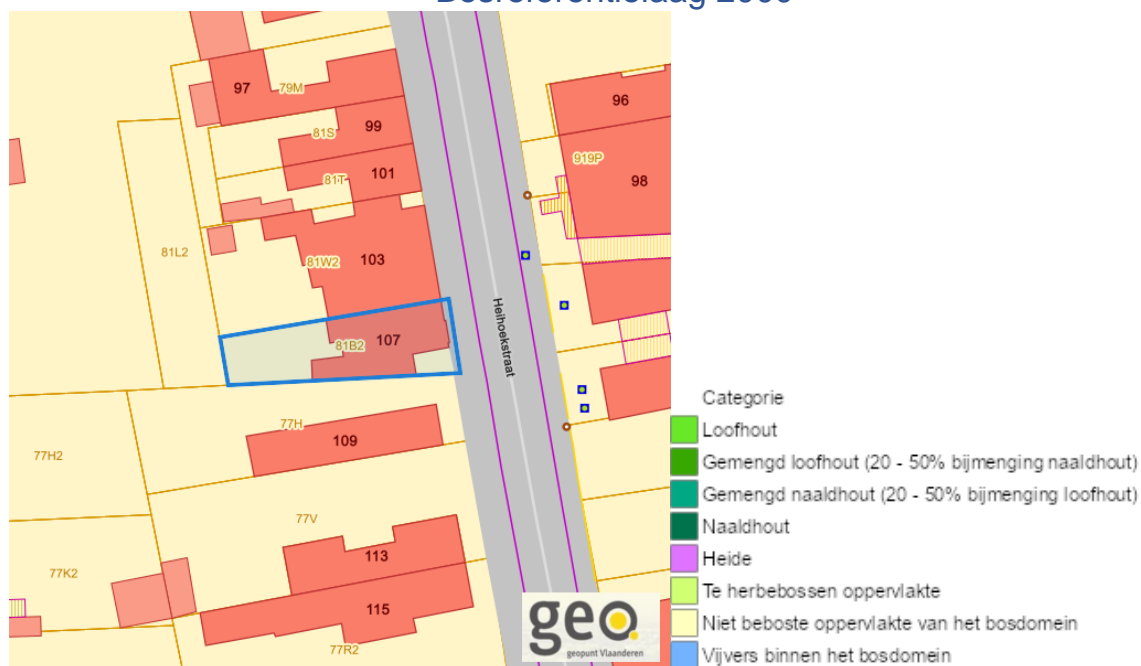 Bosreferentielaag 2000
97
79M
96
99
81S
919P
101
98
81T
81L2
103
81W2
Heihoekstraat
107
81B2
77H
109
77H2
77V
113
77K2
115
77R2
geo.
geopunt Vlaanderen
Categorie
Loofhout
Gemengd loofhout (20 - 50% bijmenging naaldhout)
Gemengd naaldhout (20 - 50% bijmenging loofhout)
Naaldhout
Heide
Te herbebossen oppervlakte
Niet beboste oppervlakte van het bosdomein
Vijvers binnen het bosdomein